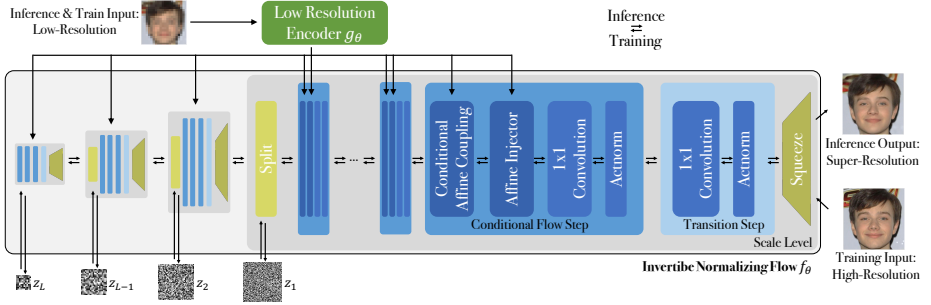 Inference & Train Input:
Low-Resolution
Low Resolution
Encoder gθ
Inference
Training
Split
...
Conditional
Affine Coupling
Affine Injector
1x1
Convolution
Actnorm
1x1
Convolution
Actnorm
Squeeze
Conditional Flow Step
Transition Step
Scale Level
Inference Output:
Super-Resolution
Training Input:
High-Resolution
zL
zL−1
z2
z1
Invertibe Normalizing Flow fθ